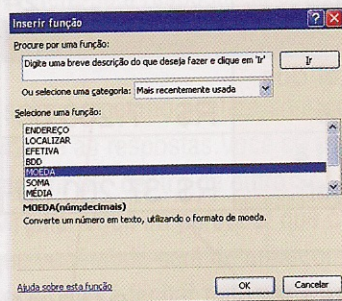 Inserir função
Procure por uma função:
Digite uma breve descrição do que deseja fazer e clique em 'Ir'
Ir
Ou selecione uma categoria: Mais recentemente usada
Selecione uma função:
ENDEREÇO
LOCALIZAR
EFETIVA
BDD
MOEDA
SOMA
MÉDIA
MOEDA(núm;decimais)
Converte um número em texto, utilizando o formato de moeda.
Ajuda sobre esta função
OK
Cancelar